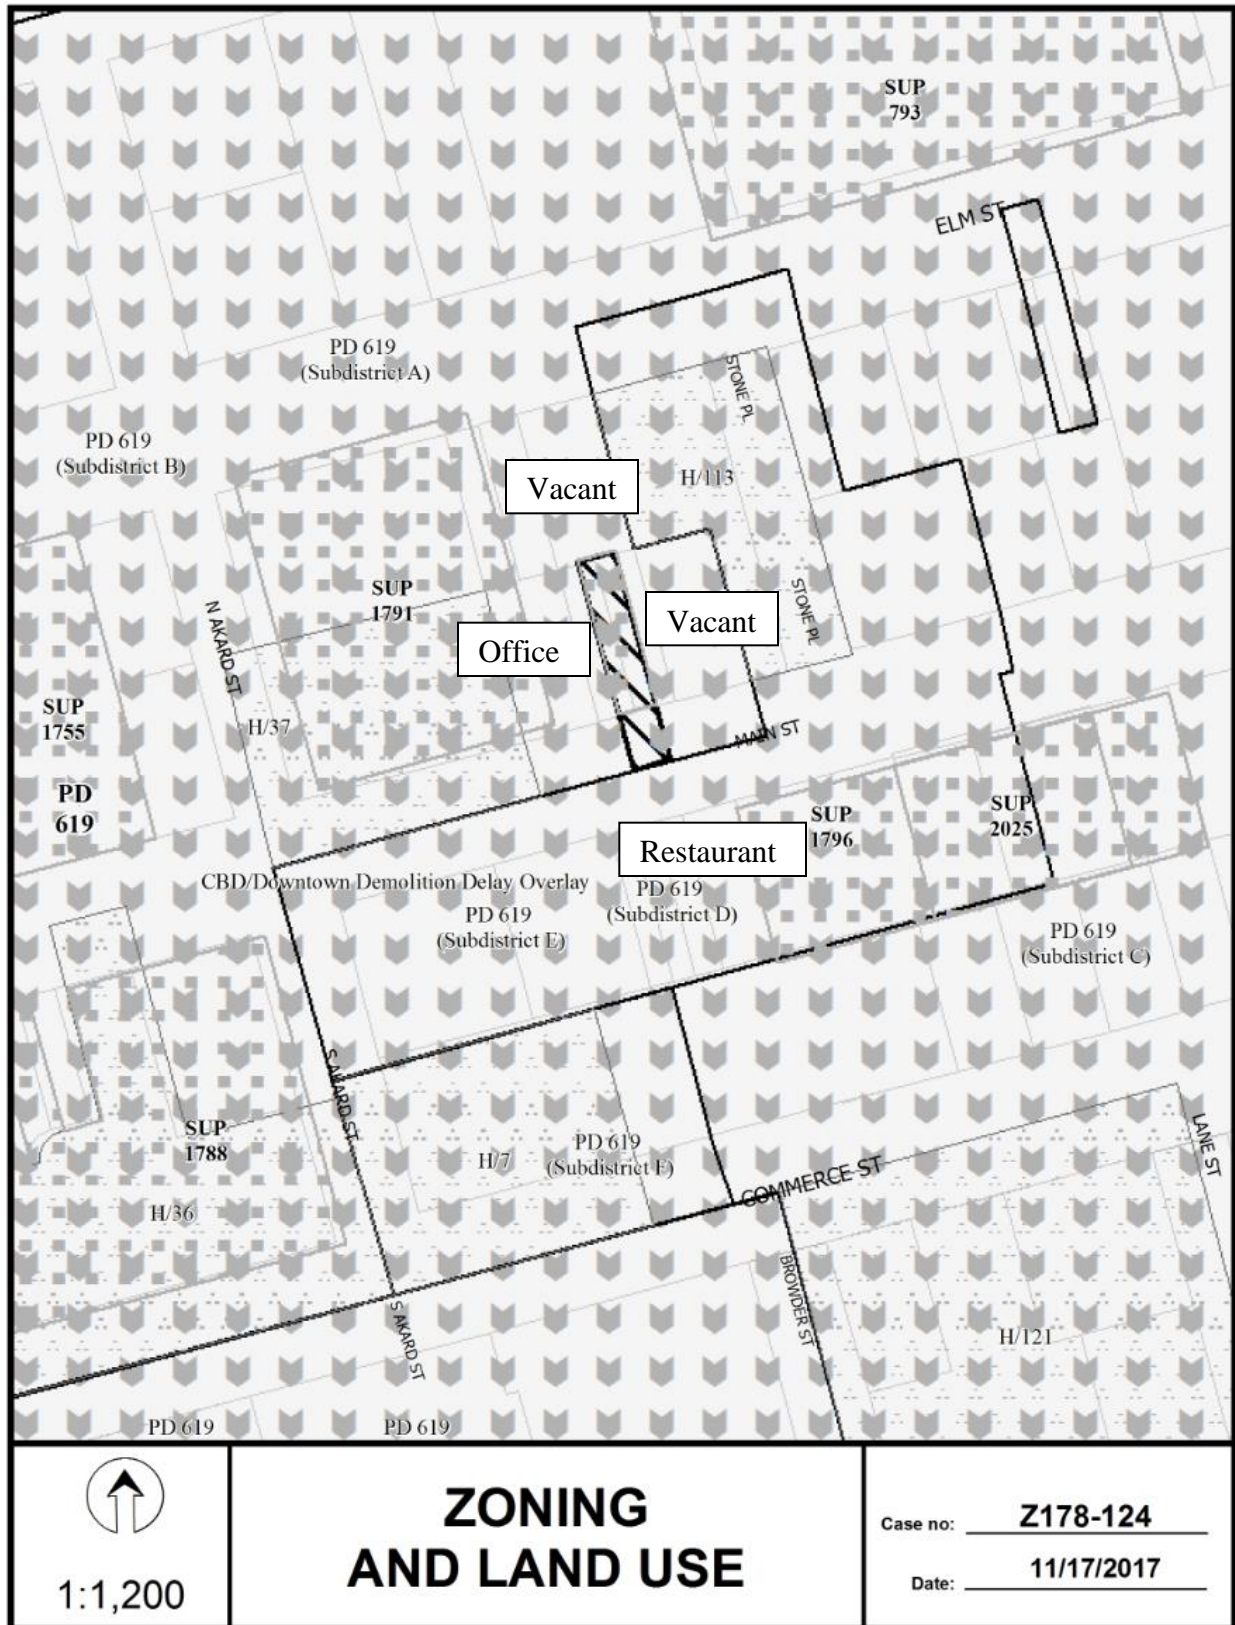 SUP
793
ELM ST
PD 619
(Subdistrict A)
STONE PL
PD 619
(Subdistrict B)
Vacant
H/113
SUP
1791
STONE PL
N AKARD ST
Vacant
Office
SUP
1755
H/37
MAIN ST
PD
619
SUP
1796
SUP
2025
Restaurant
CBD/Downtown Demolition Delay Overlay
PD 619
(Subdistrict D)
PD 619
(Subdistrict E)
PD 619
(Subdistrict C)
S AKARD ST
SUP
1788
H/7
PD 619
(Subdistrict F)
COMMERCE ST
LANE ST
H/36
BROWDER ST
S AKARD ST
H/121
PD 619
PD 619
1:1,200
ZONING
AND LAND USE
Case no: Z178-124
Date: 11/17/2017